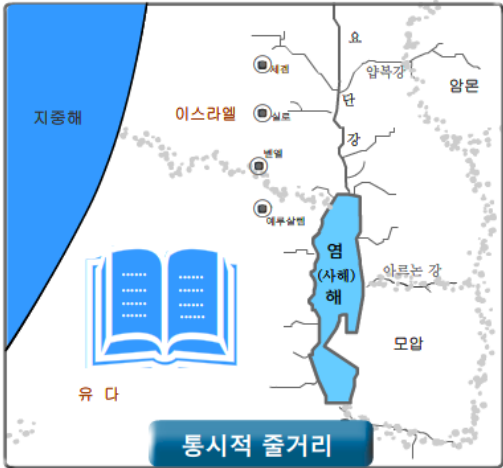 요
세겜
얍복강
암몬
지중해
이스라엘
실로
단
강
벧엘
예루살렘
염
(사해)
해
아르논 강
모압
유 다
통시적 줄거리